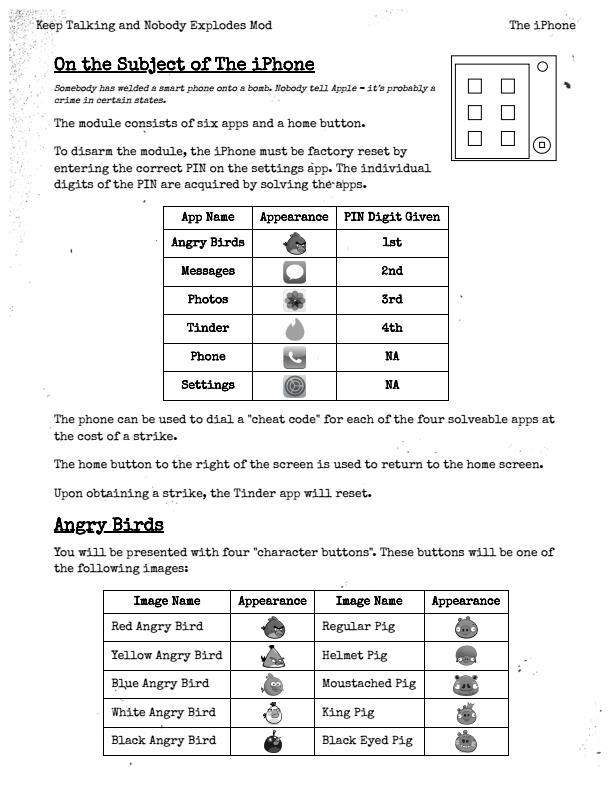 Keep Talking and Nobody Explodes Mod The iPhone
On the Subject of The iPhone
Somebody has welded a smart phone onto a bomb. Nobody tell Apple - it's probably a
crime in certain states.
The module consists of six apps and a home button.
To disarm the module, the iPhone must be factory reset by
entering the correct PIN on the settings app. The individual
digits of the PIN are acquired by solving the apps.
App Name Appearance PIN Digit Given
Angry Birds 1st
Messages 2nd
Photos 3rd
Tinder 4th
Phone NA
Settings NA
The phone can be used to dial a "cheat code" for each of the four solveable apps at
the cost of a strike.
The home button to the right of the screen is used to return to the home screen.
Upon obtaining a strike, the Tinder app will reset.
Angry Birds
You will be presented with four "character buttons". These buttons will be one of
the following images:
Image Name Appearance Image Name Appearance
Red Angry Bird Regular Pig
Yellow Angry Bird Helmet Pig
Blue Angry Bird Moustached Pig
White Angry Bird King Pig
Black Angry Bird Black Eyed Pig